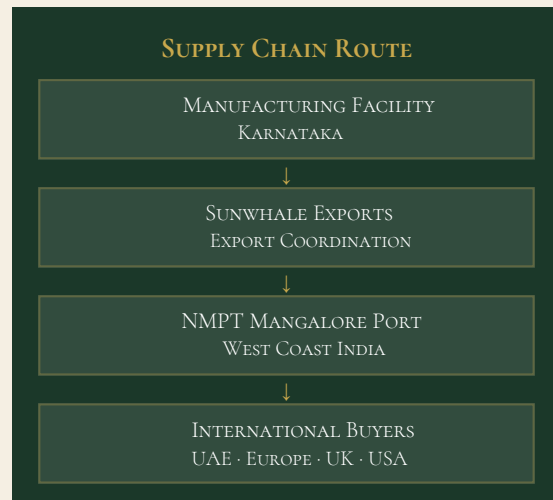 Supply Chain Route
Manufacturing Facility
Karnataka
↓
Sunwhale Exports
Export Coordination
↓
NMPT Mangalore Port
West Coast India
↓
International Buyers
UAE · Europe · UK · USA